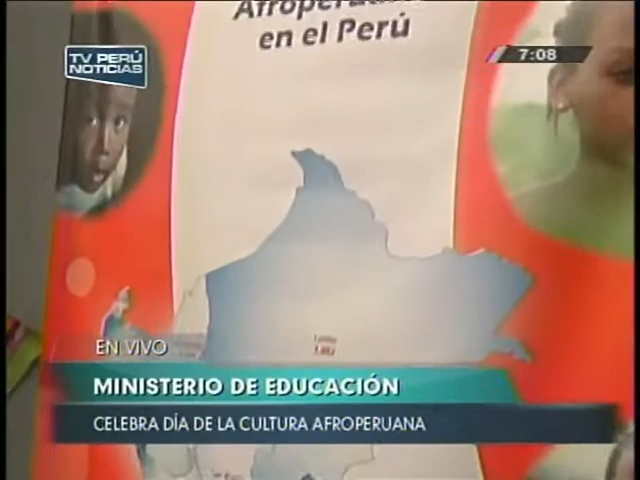 Afroperuana
en el Perú
TV PERÚ
NOTICIAS
7:08
EN VIVO
MINISTERIO DE EDUCACIÓN
CELEBRA DÍA DE LA CULTURA AFROPERUANA